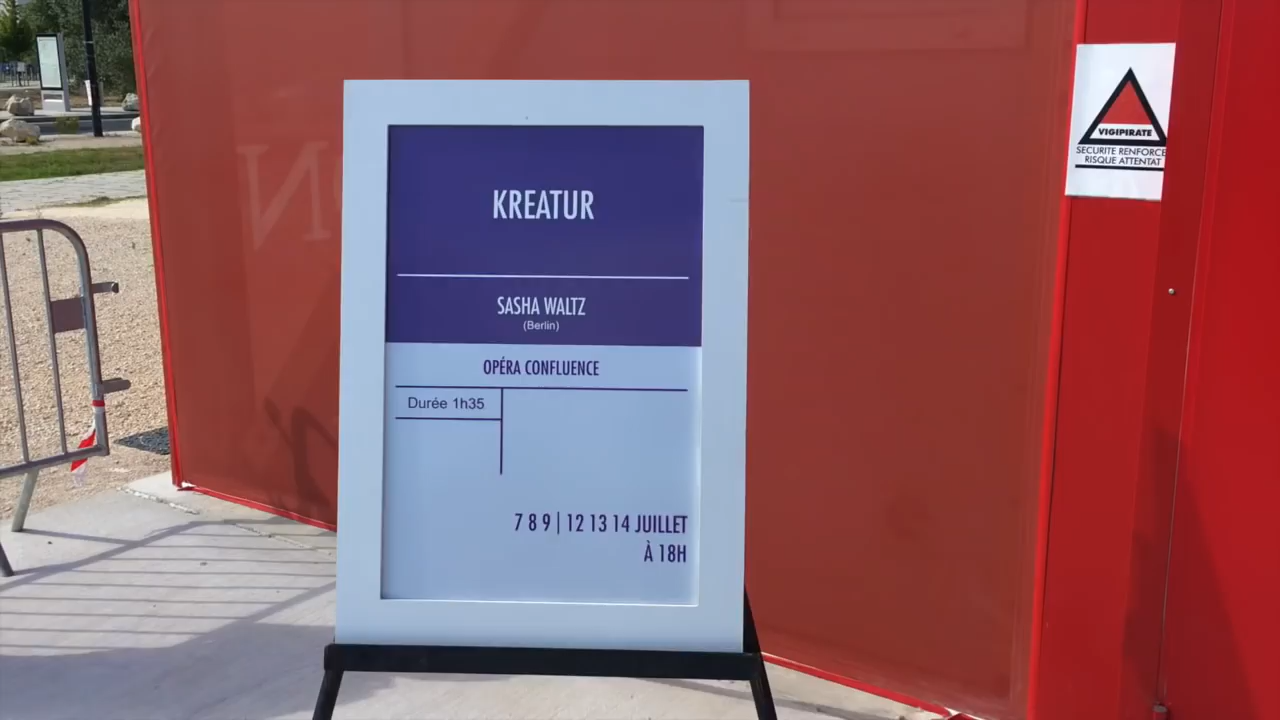 KREATUR
SASHA WALTZ
(Berlin)
OPÉRA CONFLUENCE
Durée 1h35
7 8 9 | 12 13 14 JUILLET
À 18H
VIGIPIRATE
SECURITE RENFORCE
RISQUE ATTENTAT